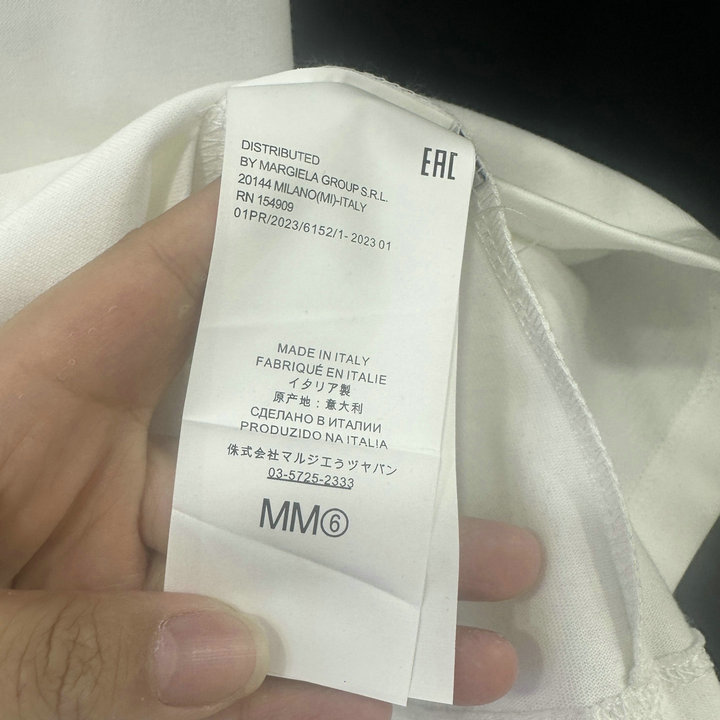 DISTRIBUTED
BY MARGIELA GROUP S.R.L.
20144 MILANO(MI)-ITALY
RN 154909
01PR/2023/6152/1- 2023 01
EAC
MADE IN ITALY
FABRIQUÉ EN ITALIE
イタリア製
原产地：意大利
СДЕЛАНО В ИТАЛИИ
PRODUZIDO NA ITALIA
侏式会社マルジエうヅヤバン
03-5725-2333
MM⑥